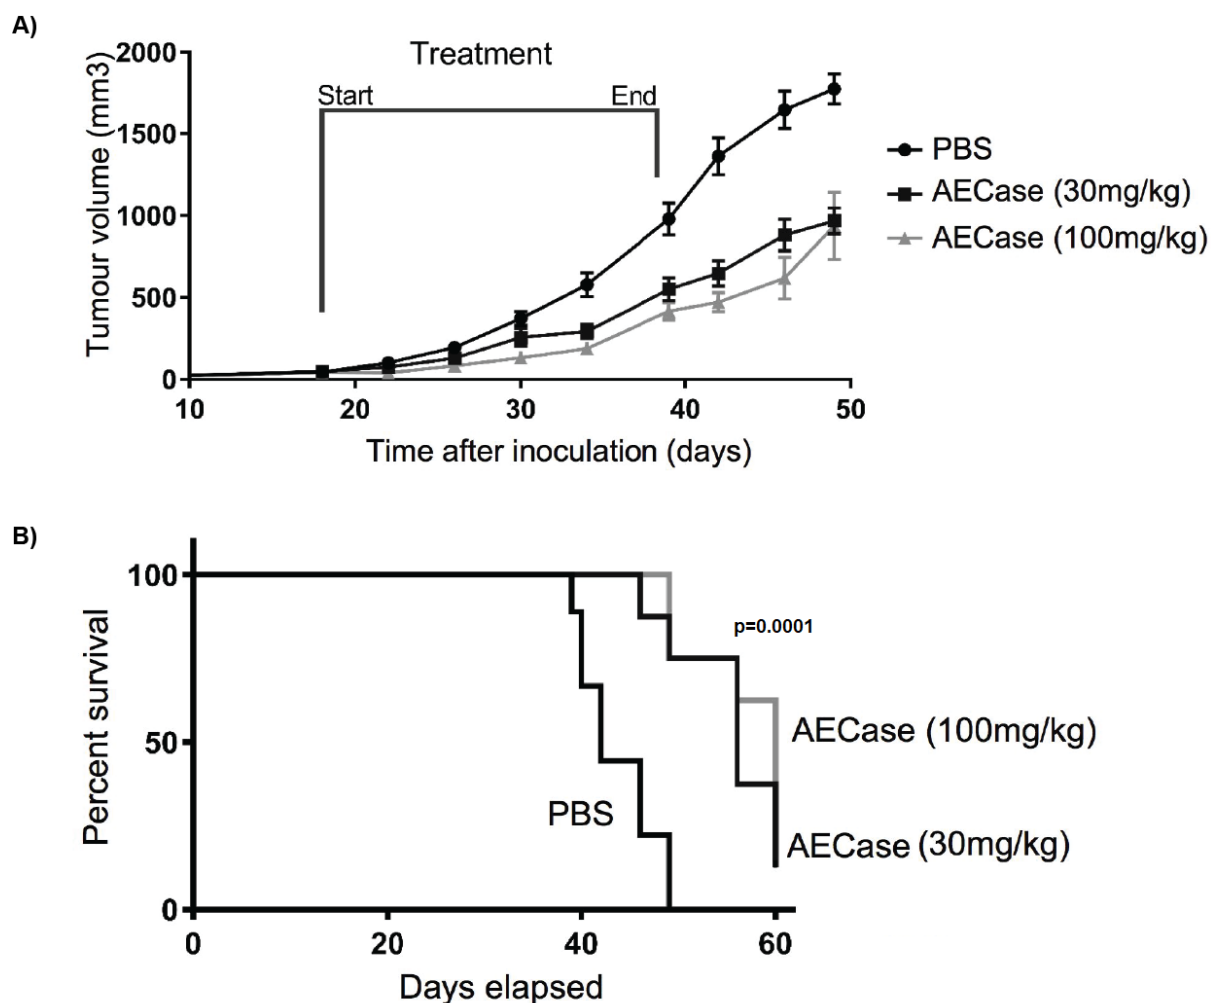 A)
Treatment
Start End
Tumour volume (mm3)
2000
1500
1000
500
0
10 20 30 40 50
Time after inoculation (days)
PBS
AECase (30mg/kg)
AECase (100mg/kg)
B)
Percent survival
100
50
0
p=0.0001
AECase (100mg/kg)
PBS
AECase (30mg/kg)
0 20 40 60
Days elapsed